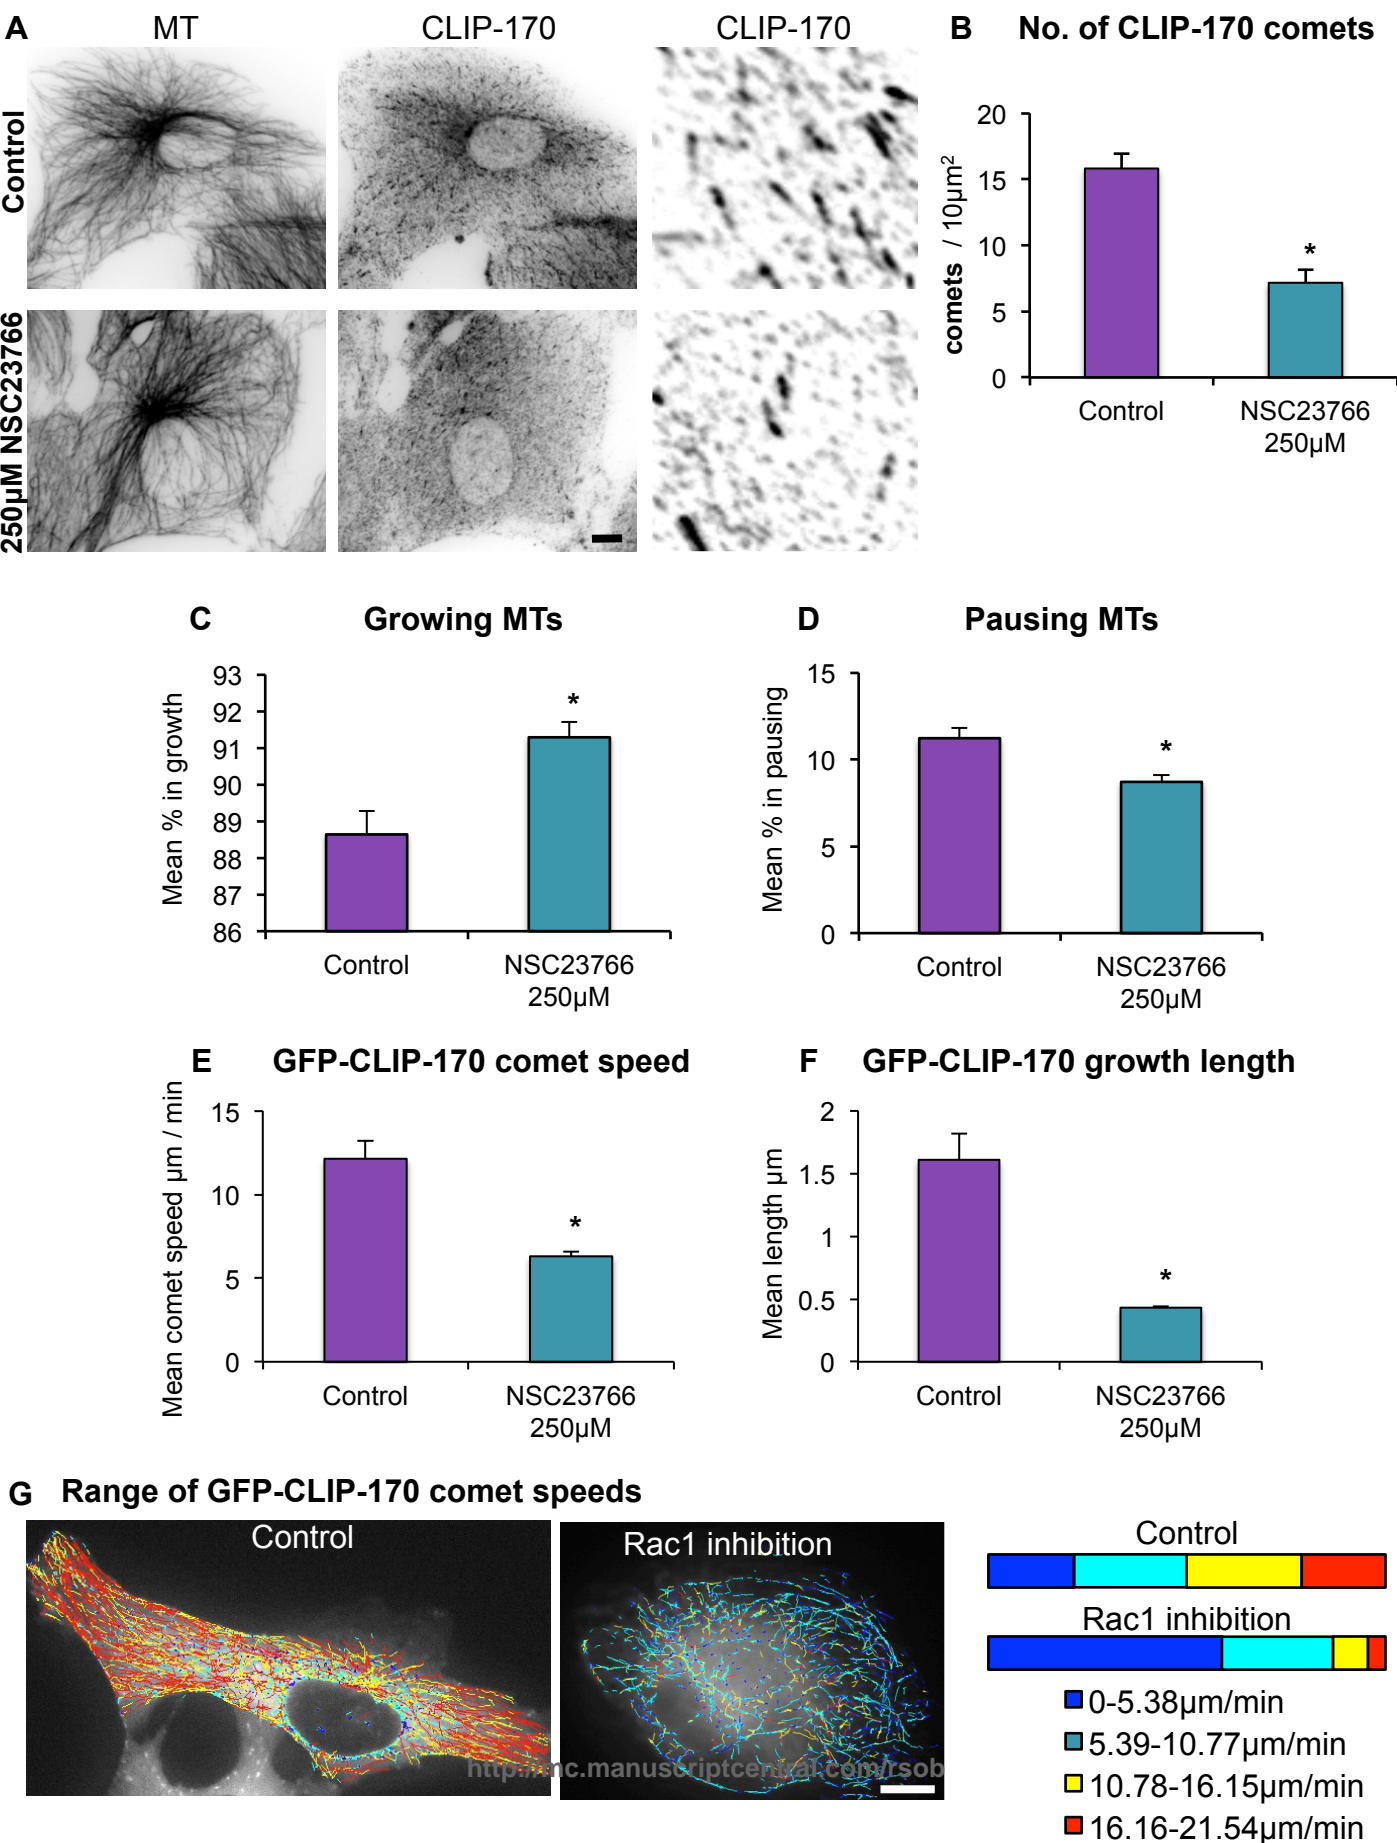 A MT CLIP-170 CLIP-170
Control
250µM NSC23766
B No. of CLIP-170 comets
comets / 10µm²
20
15
10
5
0
*
Control
NSC23766
250µM
C Growing MTs
Mean % in growth
93
92
91
90
89
88
87
86
*
Control
NSC23766
250µM
D Pausing MTs
Mean % in pausing
15
10
5
0
*
Control
NSC23766
250µM
E GFP-CLIP-170 comet speed
Mean comet speed µm / min
15
10
5
0
*
Control
NSC23766
250µM
F GFP-CLIP-170 growth length
Mean length µm
2
1.5
1
0.5
0
*
Control
NSC23766
250µM
G Range of GFP-CLIP-170 comet speeds
Control
Rac1 inhibition
http://mc.manuscriptcentral.com/rsob
Control
Rac1 inhibition
0-5.38µm/min
5.39-10.77µm/min
10.78-16.15µm/min
16.16-21.54µm/min